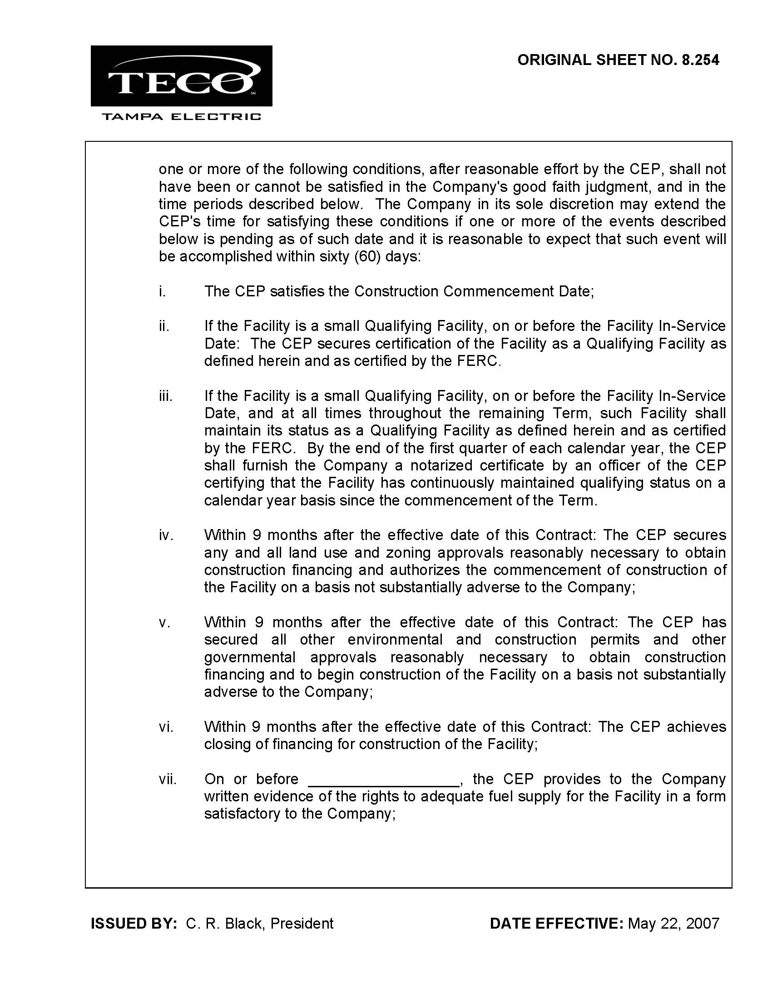 TECO
SM
TAMPA ELECTRIC
ORIGINAL SHEET NO. 8.254
one or more of the following conditions, after reasonable effort by the CEP, shall not
have been or cannot be satisfied in the Company's good faith judgment, and in the
time periods described below.  The Company in its sole discretion may extend the
CEP's time for satisfying these conditions if one or more of the events described
below is pending as of such date and it is reasonable to expect that such event will
be accomplished within sixty (60) days:
i. The CEP satisfies the Construction Commencement Date;
ii. If the Facility is a small Qualifying Facility, on or before the Facility In-Service
Date:  The CEP secures certification of the Facility as a Qualifying Facility as
defined herein and as certified by the FERC.
iii. If the Facility is a small Qualifying Facility, on or before the Facility In-Service
Date, and at all times throughout the remaining Term, such Facility shall
maintain its status as a Qualifying Facility as defined herein and as certified
by the FERC.  By the end of the first quarter of each calendar year, the CEP
shall furnish the Company a notarized certificate by an officer of the CEP
certifying that the Facility has continuously maintained qualifying status on a
calendar year basis since the commencement of the Term.
iv. Within 9 months after the effective date of this Contract: The CEP secures
any and all land use and zoning approvals reasonably necessary to obtain
construction financing and authorizes the commencement of construction of
the Facility on a basis not substantially adverse to the Company;
v. Within 9 months after the effective date of this Contract: The CEP has
secured all other environmental and construction permits and other
governmental approvals reasonably necessary to obtain construction
financing and to begin construction of the Facility on a basis not substantially
adverse to the Company;
vi. Within 9 months after the effective date of this Contract: The CEP achieves
closing of financing for construction of the Facility;
vii. On or before __________________, the CEP provides to the Company
written evidence of the rights to adequate fuel supply for the Facility in a form
satisfactory to the Company;
ISSUED BY:  C. R. Black, President
DATE EFFECTIVE: May 22, 2007